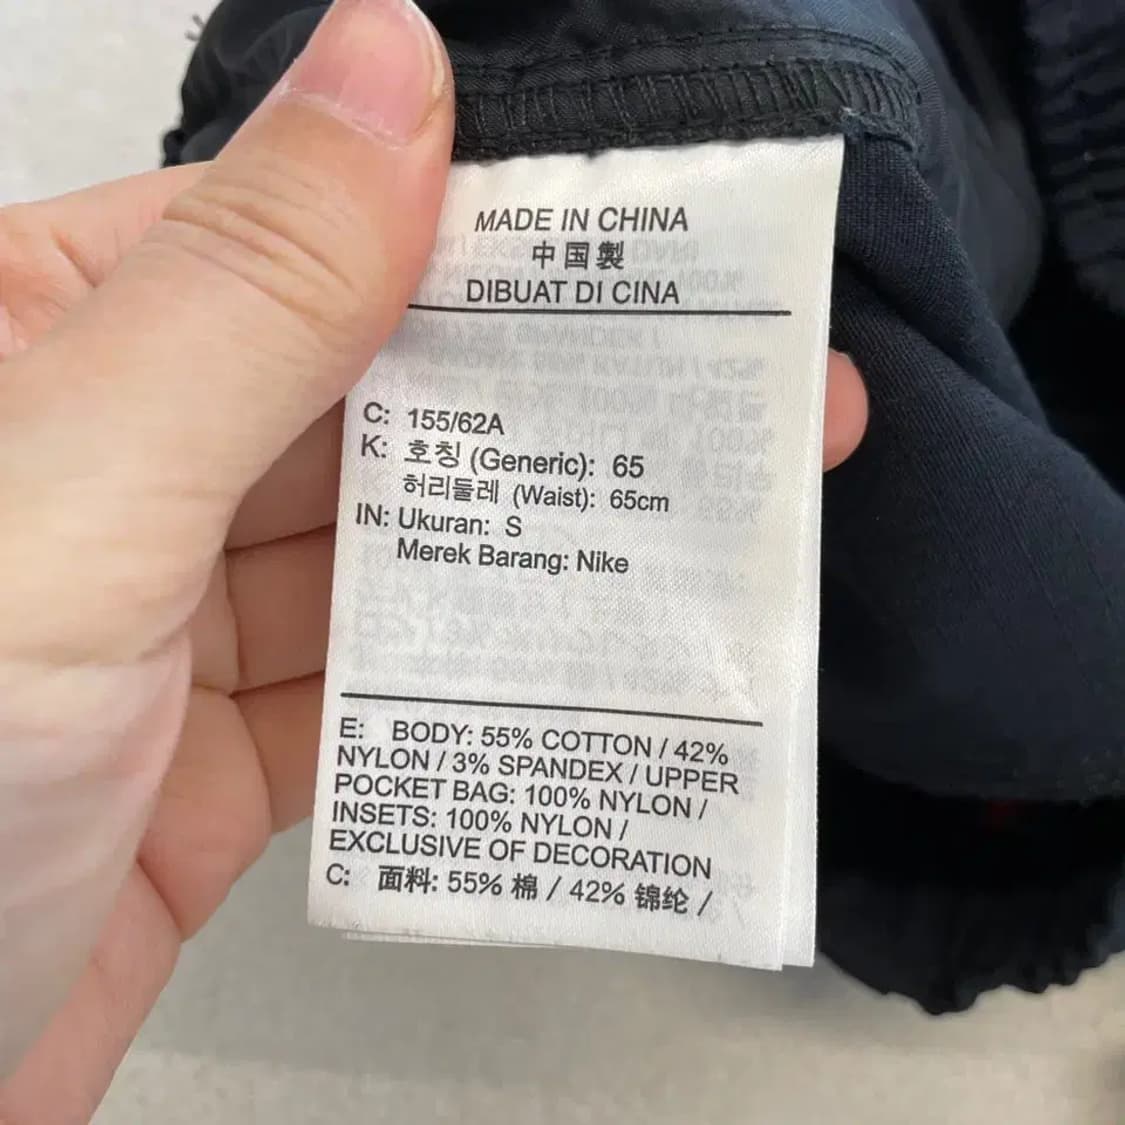 MADE IN CHINA
中国製
DIBUAT DI CINA
C: 155/62A
K: 호칭 (Generic): 65
허리둘레 (Waist): 65cm
IN: Ukuran: S
Merek Barang: Nike
E: BODY: 55% COTTON / 42%
NYLON / 3% SPANDEX / UPPER
POCKET BAG: 100% NYLON /
INSETS: 100% NYLON /
EXCLUSIVE OF DECORATION
C: 面料: 55% 棉 / 42% 锦纶 /